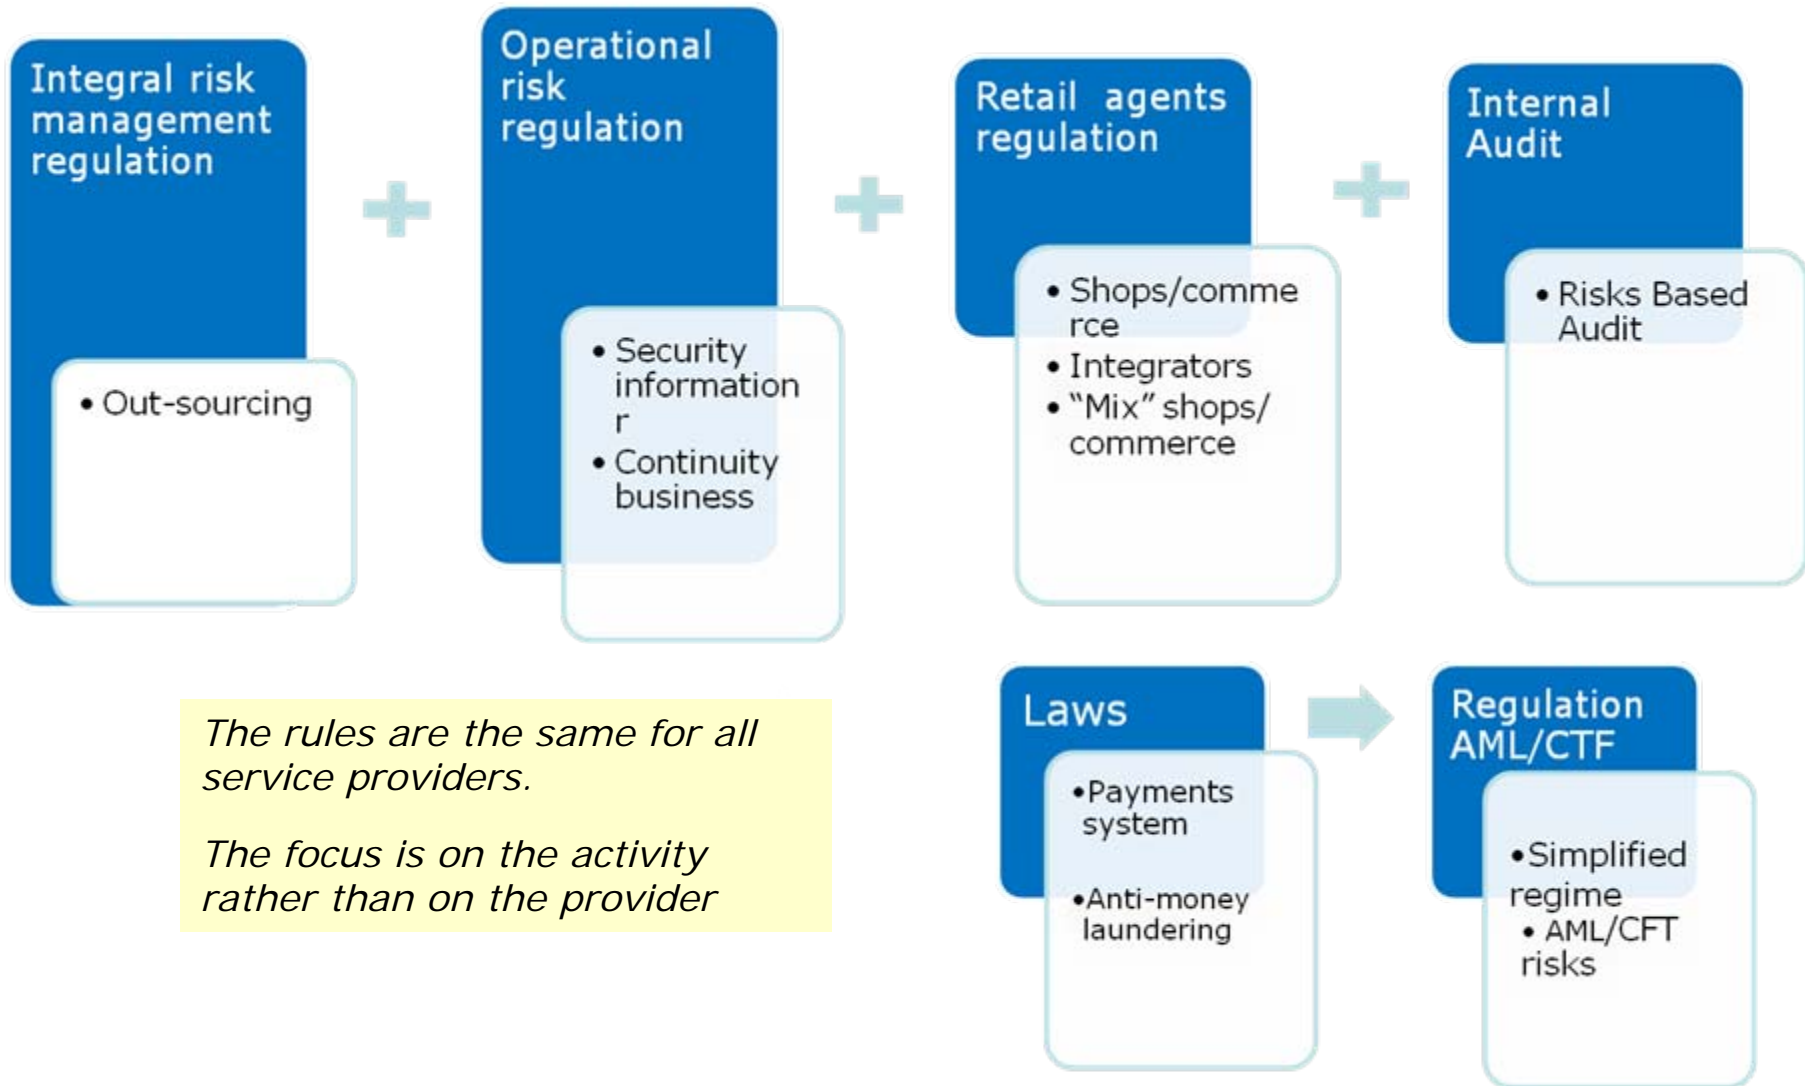 Integral risk
management
regulation
• Out-sourcing
Operational
risk
regulation
• Security
information
r
• Continuity
business
Retail agents
regulation
• Shops/comme
rce
• Integrators
• “Mix” shops/
commerce
Internal
Audit
• Risks Based
Audit
The rules are the same for all
service providers.
The focus is on the activity
rather than on the provider
Laws
•Payments
system
•Anti-money
laundering
Regulation
AML/CTF
•Simplified
regime
• AML/CFT
risks